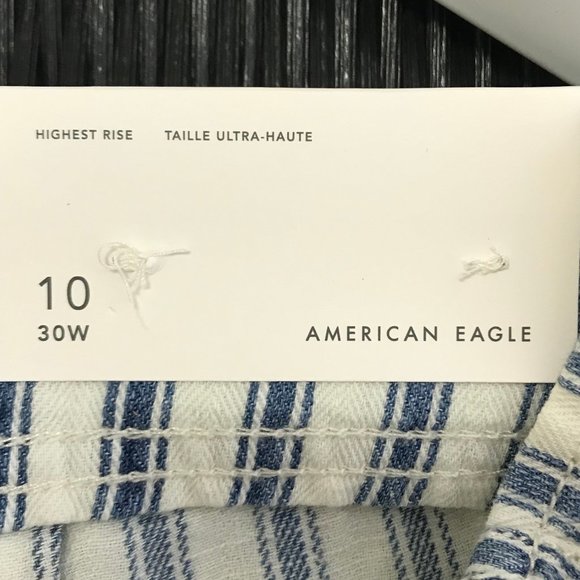 HIGHEST RISE TAILLE ULTRA-HAUTE
10
30W AMERICAN EAGLE